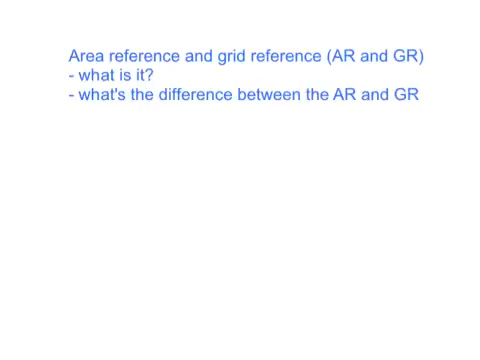 Area reference and grid reference (AR and GR)
- what is it?
- what's the difference between the AR and GR